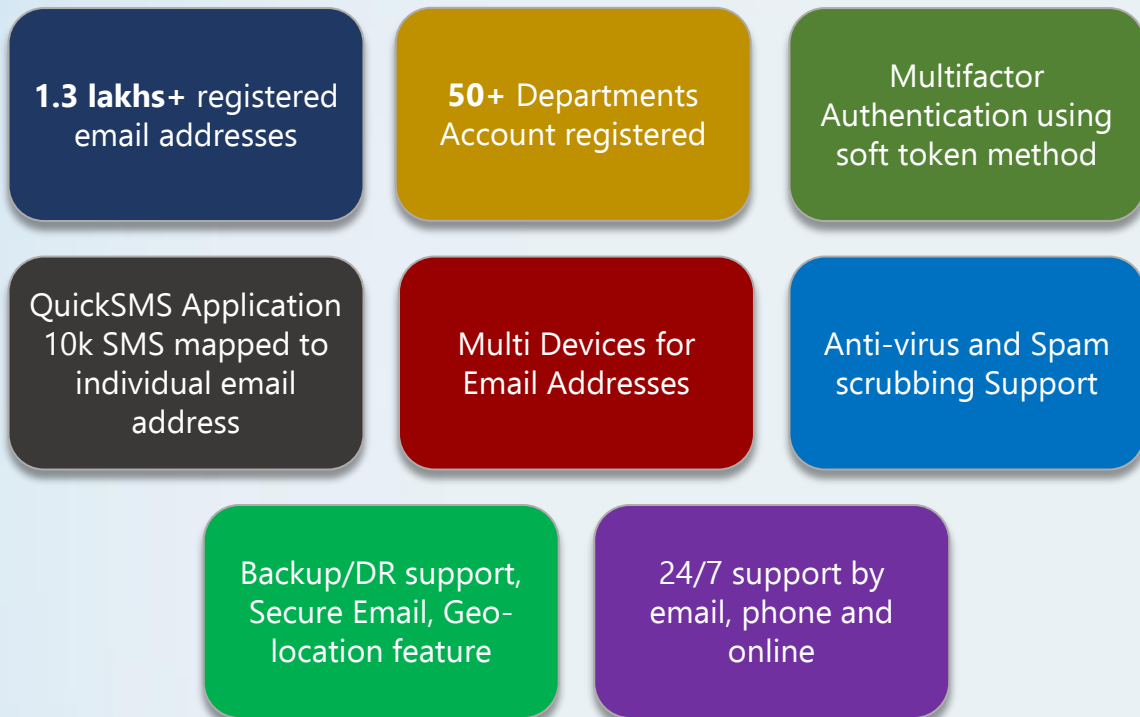 1.3 lakhs+ registered
email addresses
50+ Departments
Account registered
Multifactor
Authentication using
soft token method
QuickSMS Application
10k SMS mapped to
individual email
address
Multi Devices for
Email Addresses
Anti-virus and Spam
scrubbing Support
Backup/DR support,
Secure Email, Geo-
location feature
24/7 support by
email, phone and
online